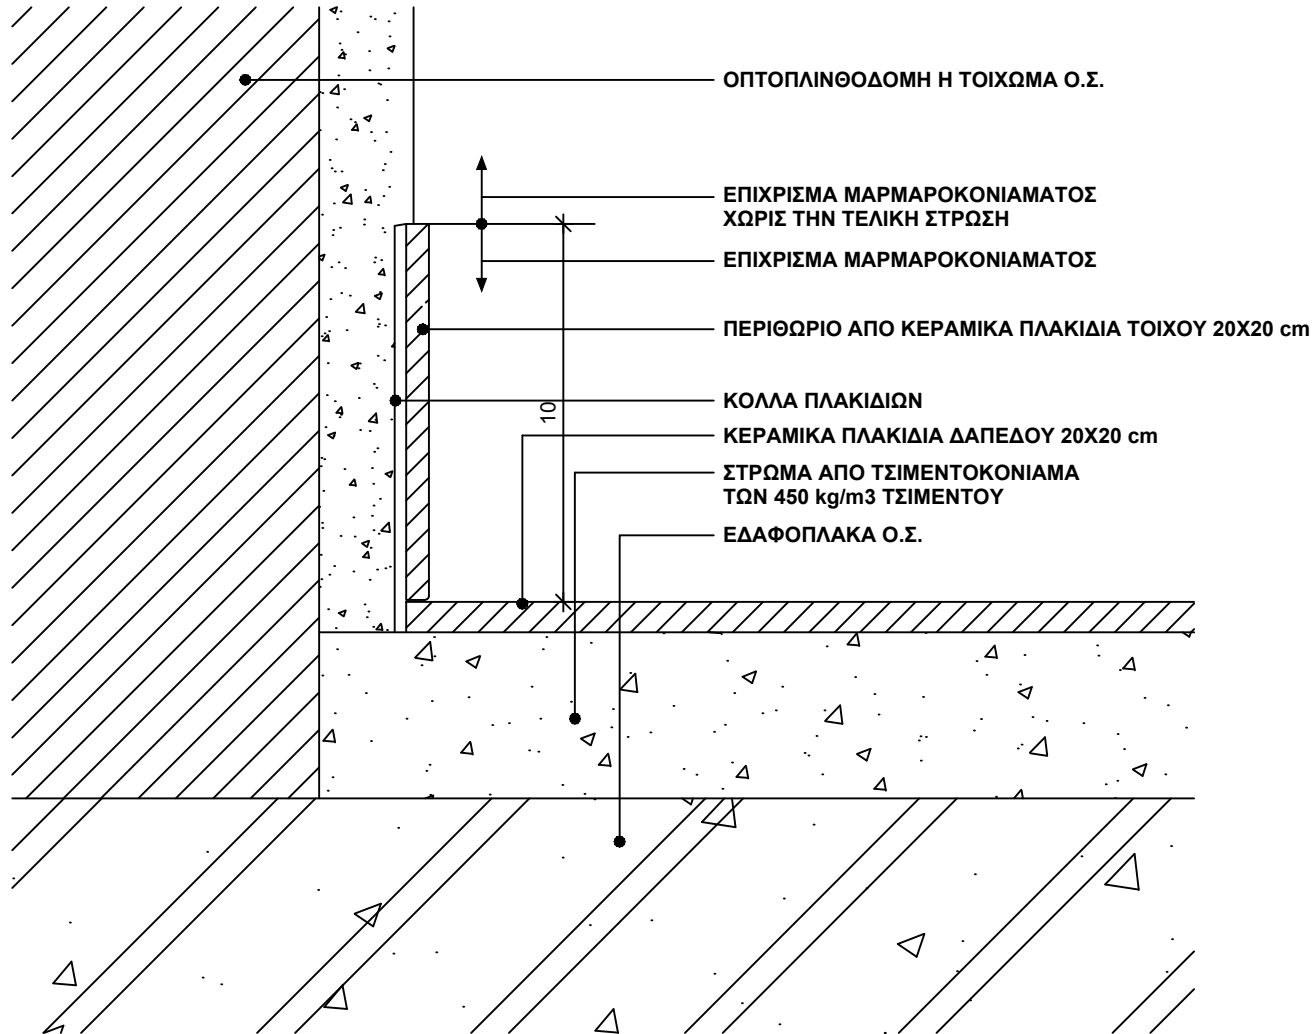 ΟΠΤΟΠΛΙΝΘΟΔΟΜΗ Η ΤΟΙΧΩΜΑ Ο.Σ.
ΕΠΙΧΡΙΣΜΑ ΜΑΡΜΑΡΟΚΟΝΙΑΜΑΤΟΣ
ΧΩΡΙΣ ΤΗΝ ΤΕΛΙΚΗ ΣΤΡΩΣΗ
ΕΠΙΧΡΙΣΜΑ ΜΑΡΜΑΡΟΚΟΝΙΑΜΑΤΟΣ
ΠΕΡΙΘΩΡΙΟ ΑΠΟ ΚΕΡΑΜΙΚΑ ΠΛΑΚΙΔΙΑ ΤΟΙΧΟΥ 20Χ20 cm
ΚΟΛΛΑ ΠΛΑΚΙΔΙΩΝ
10
ΚΕΡΑΜΙΚΑ ΠΛΑΚΙΔΙΑ ΔΑΠΕΔΟΥ 20Χ20 cm
ΣΤΡΩΜΑ ΑΠΟ ΤΣΙΜΕΝΤΟΚΟΝΙΑΜΑ
ΤΩΝ 450 kg/m3 ΤΣΙΜΕΝΤΟΥ
ΕΔΑΦΟΠΛΑΚΑ Ο.Σ.